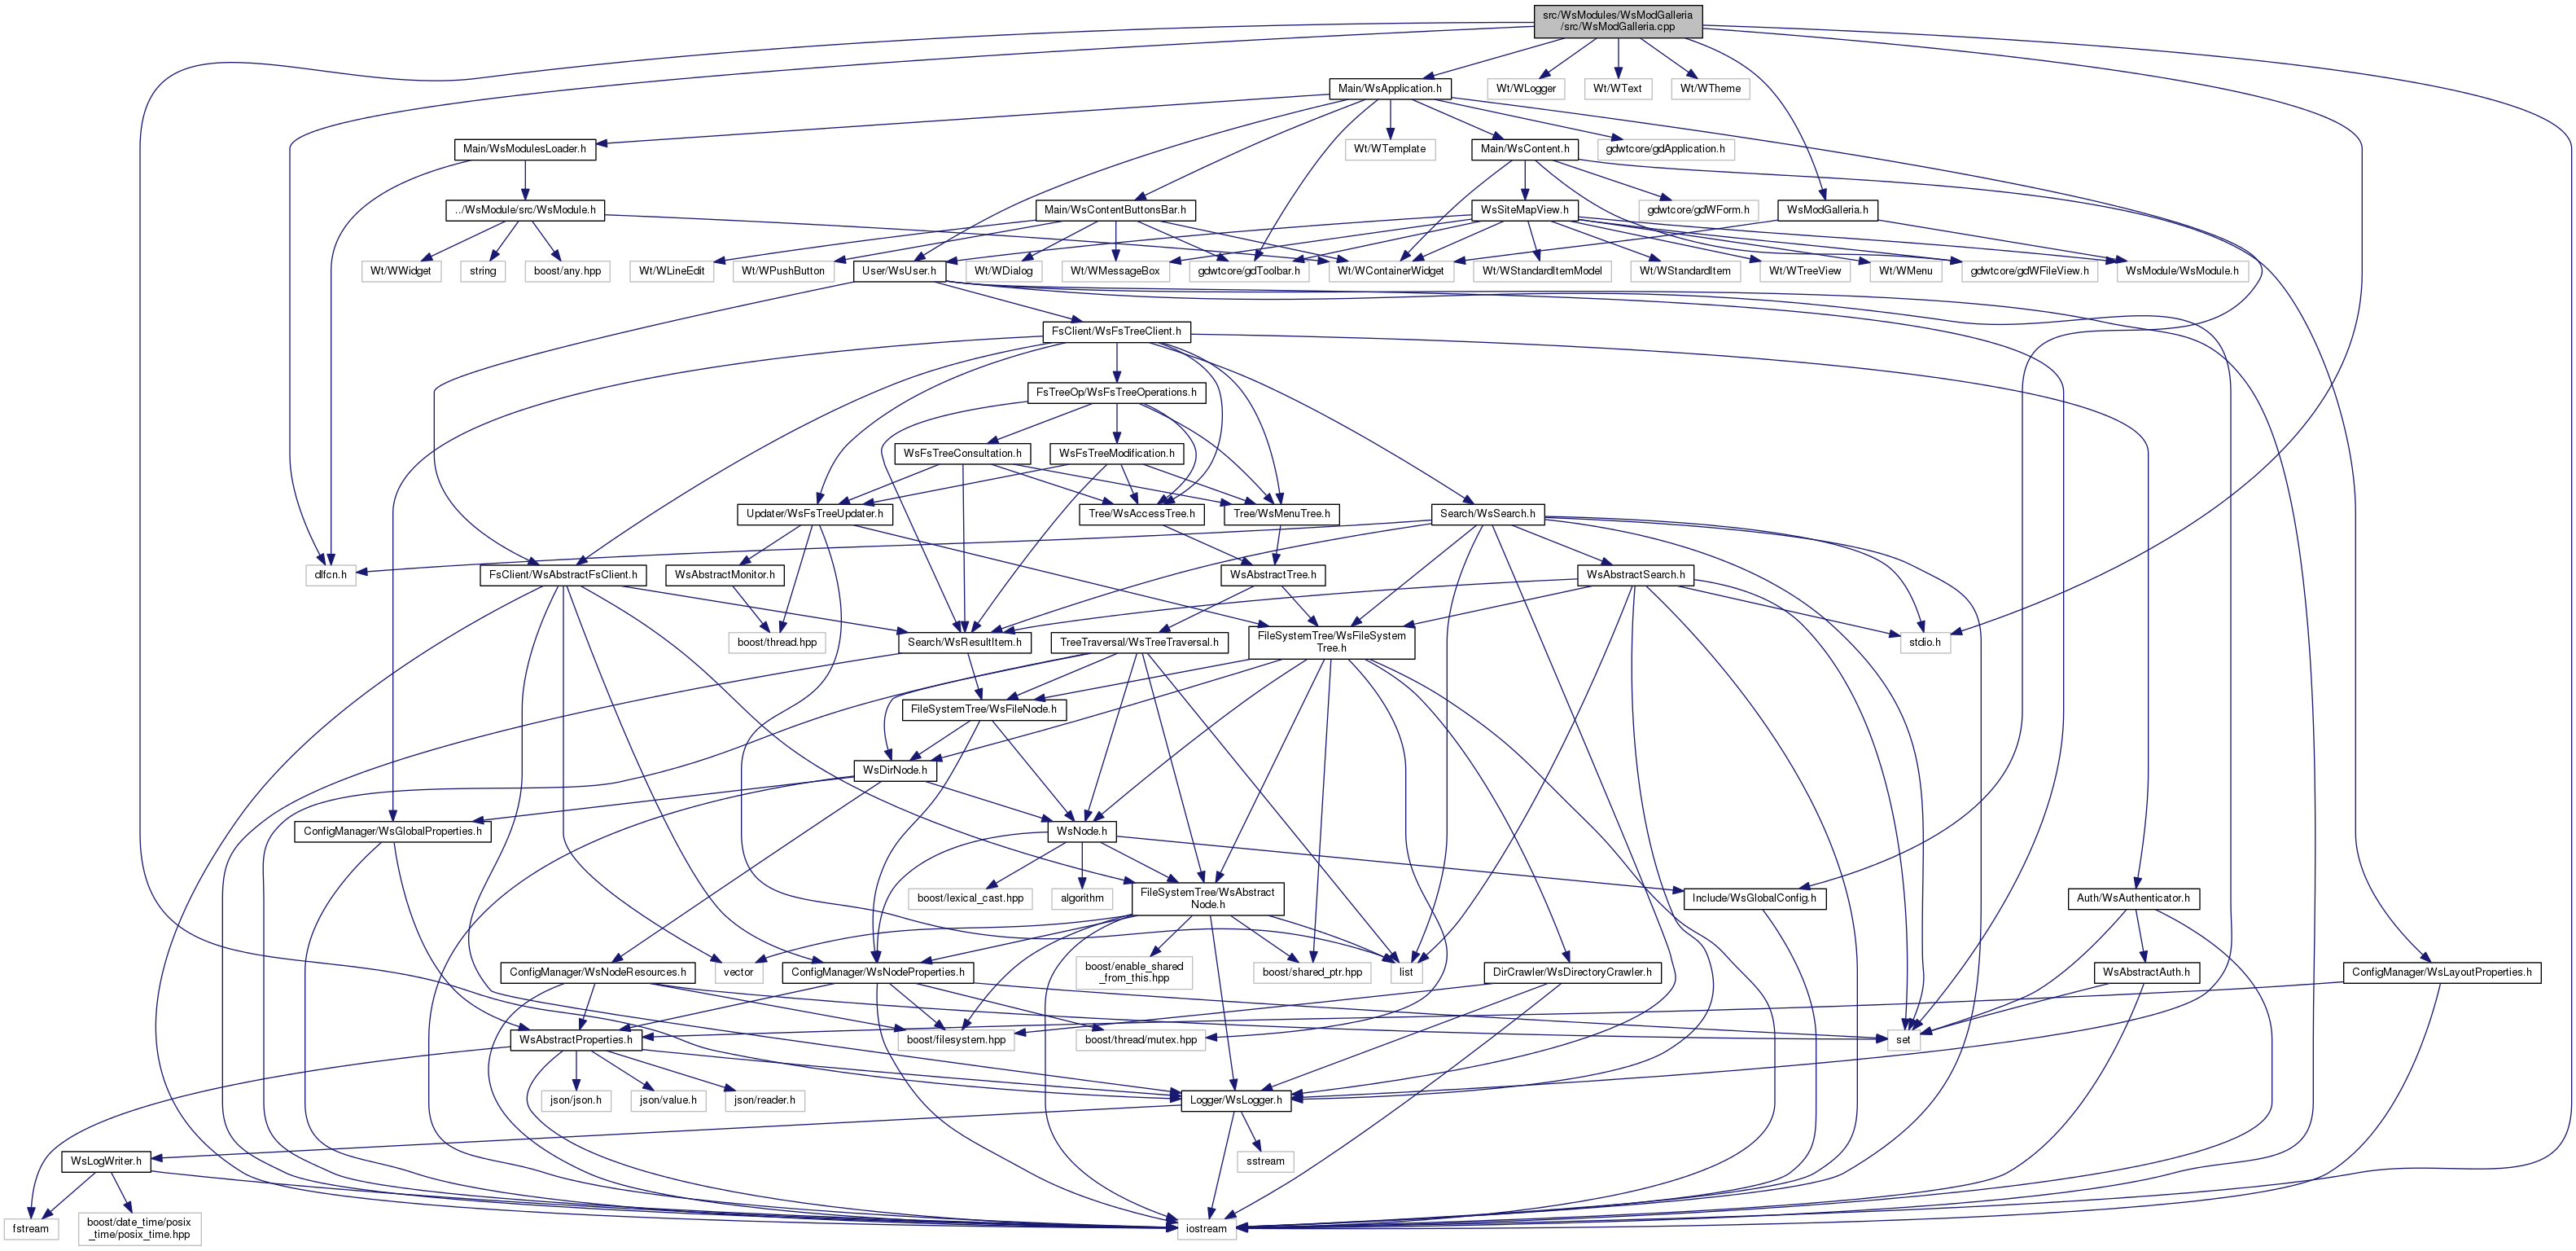 src/WsModules/WsModGalleria
/src/WsModGalleria.cpp
Main/WsApplication.h
Wt/WLogger
Wt/WText
Wt/WTheme
Main/WsModulesLoader.h
Wt/WTemplate
Main/WsContent.h
gdwtcore/gdApplication.h
../WsModule/src/WsModule.h
Main/WsContentButtonsBar.h
WsSiteMapView.h
gdwtcore/gdWForm.h
WsModGalleria.h
Wt/WWidget
string
boost/any.hpp
Wt/WLineEdit
Wt/WPushButton
User/WsUser.h
Wt/WDialog
Wt/WMessageBox
gdwtcore/gdToolbar.h
Wt/WContainerWidget
Wt/WStandardItemModel
Wt/WStandardItem
Wt/WTreeView
Wt/WMenu
gdwtcore/gdWFileView.h
WsModule/WsModule.h
FsClient/WsFsTreeClient.h
FsTreeOp/WsFsTreeOperations.h
WsFsTreeConsultation.h
WsFsTreeModification.h
Updater/WsFsTreeUpdater.h
Tree/WsAccessTree.h
Tree/WsMenuTree.h
Search/WsSearch.h
dlfcn.h
FsClient/WsAbstractFsClient.h
WsAbstractMonitor.h
WsAbstractTree.h
WsAbstractSearch.h
boost/thread.hpp
Search/WsResultItem.h
TreeTraversal/WsTreeTraversal.h
FileSystemTree/WsFileSystem
Tree.h
stdio.h
FileSystemTree/WsFileNode.h
WsDirNode.h
ConfigManager/WsGlobalProperties.h
WsNode.h
boost/lexical_cast.hpp
algorithm
FileSystemTree/WsAbstract
Node.h
Include/WsGlobalConfig.h
Auth/WsAuthenticator.h
ConfigManager/WsNodeResources.h
vector
ConfigManager/WsNodeProperties.h
boost/enable_shared
_from_this.hpp
boost/shared_ptr.hpp
list
DirCrawler/WsDirectoryCrawler.h
WsAbstractAuth.h
ConfigManager/WsLayoutProperties.h
WsAbstractProperties.h
boost/filesystem.hpp
boost/thread/mutex.hpp
set
json/json.h
json/value.h
json/reader.h
Logger/WsLogger.h
WsLogWriter.h
sstream
fstream
boost/date_time/posix
_time/posix_time.hpp
iostream